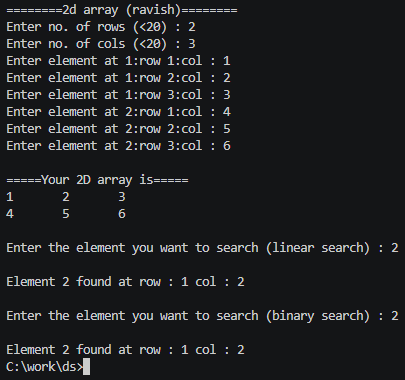 ========2d array (ravish)========
Enter no. of rows (<20) : 2
Enter no. of cols (<20) : 3
Enter element at 1:row 1:col : 1
Enter element at 1:row 2:col : 2
Enter element at 1:row 3:col : 3
Enter element at 2:row 1:col : 4
Enter element at 2:row 2:col : 5
Enter element at 2:row 3:col : 6
=====Your 2D array is=====
1 2 3
4 5 6
Enter the element you want to search (linear search) : 2
Element 2 found at row : 1 col : 2
Enter the element you want to search (binary search) : 2
Element 2 found at row : 1 col : 2
C:\work\ds>